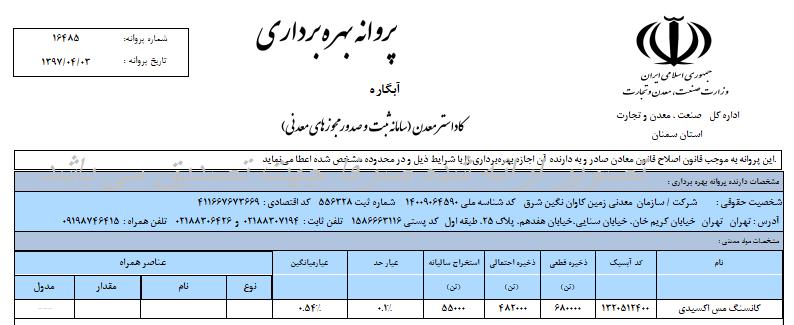 شماره پروانه: ۱۶۴۸۵
تاریخ پروانه : ۱۳۹۷/۰۴/۰۳
پروانه بهره برداری
آبگاره
کاداستر معدن (سامانه ثبت و صدور مجوزهای معدنی)
جمهوری اسلامی ایران
وزارت صنعت، معدن و تجارت
اداره کل صنعت ، معدن و تجارت
استان سمنان
این پروانه به موجب قانون اصلاح قانون معادن صادر و به دارنده آن اجازه بهره‌برداری را با شرایط ذیل و در محدوده مشخص شده اعطا می‌نماید.
مشخصات دارنده پروانه بهره برداری :
شخصیت حقوقی : شرکت / سازمان معدنی زمین کاوان نگین شرق کد شناسه ملی ۱۴۰۰۹۰۶۴۵۹۰ شماره ثبت ۵۵۶۳۲۸ کد اقتصادی : ۴۱۱۶۶۷۶۷۳۶۶۹
آدرس : تهران تهران خیابان کریم خان، خیابان سنایی، خیابان هفدهم، پلاک ۲۵، طبقه اول کد پستی ۱۵۸۶۶۶۳۱۱۶ تلفن ثابت : ۰۲۱۸۸۳۰۷۱۹۴ و ۰۲۱۸۸۳۰۶۴۲۶ تلفن همراه : ۰۹۱۹۸۷۴۶۴۱۵
مشخصات مواد معدنی :
نام کد آیسیک ذخیره قطعی (تن) ذخیره احتمالی (تن) استخراج سالیانه (تن) عیار حد عیارمیانگین عناصر همراه
نوع نام مقدار مدول
کانسنگ مس اکسیدی ۱۳۲۰۵۱۲۴۰۰ ۶۸۰۰۰۰ ۴۸۲۰۰۰ ۵۵۰۰۰ ۰.۲٪ ۰.۵۴٪ ----